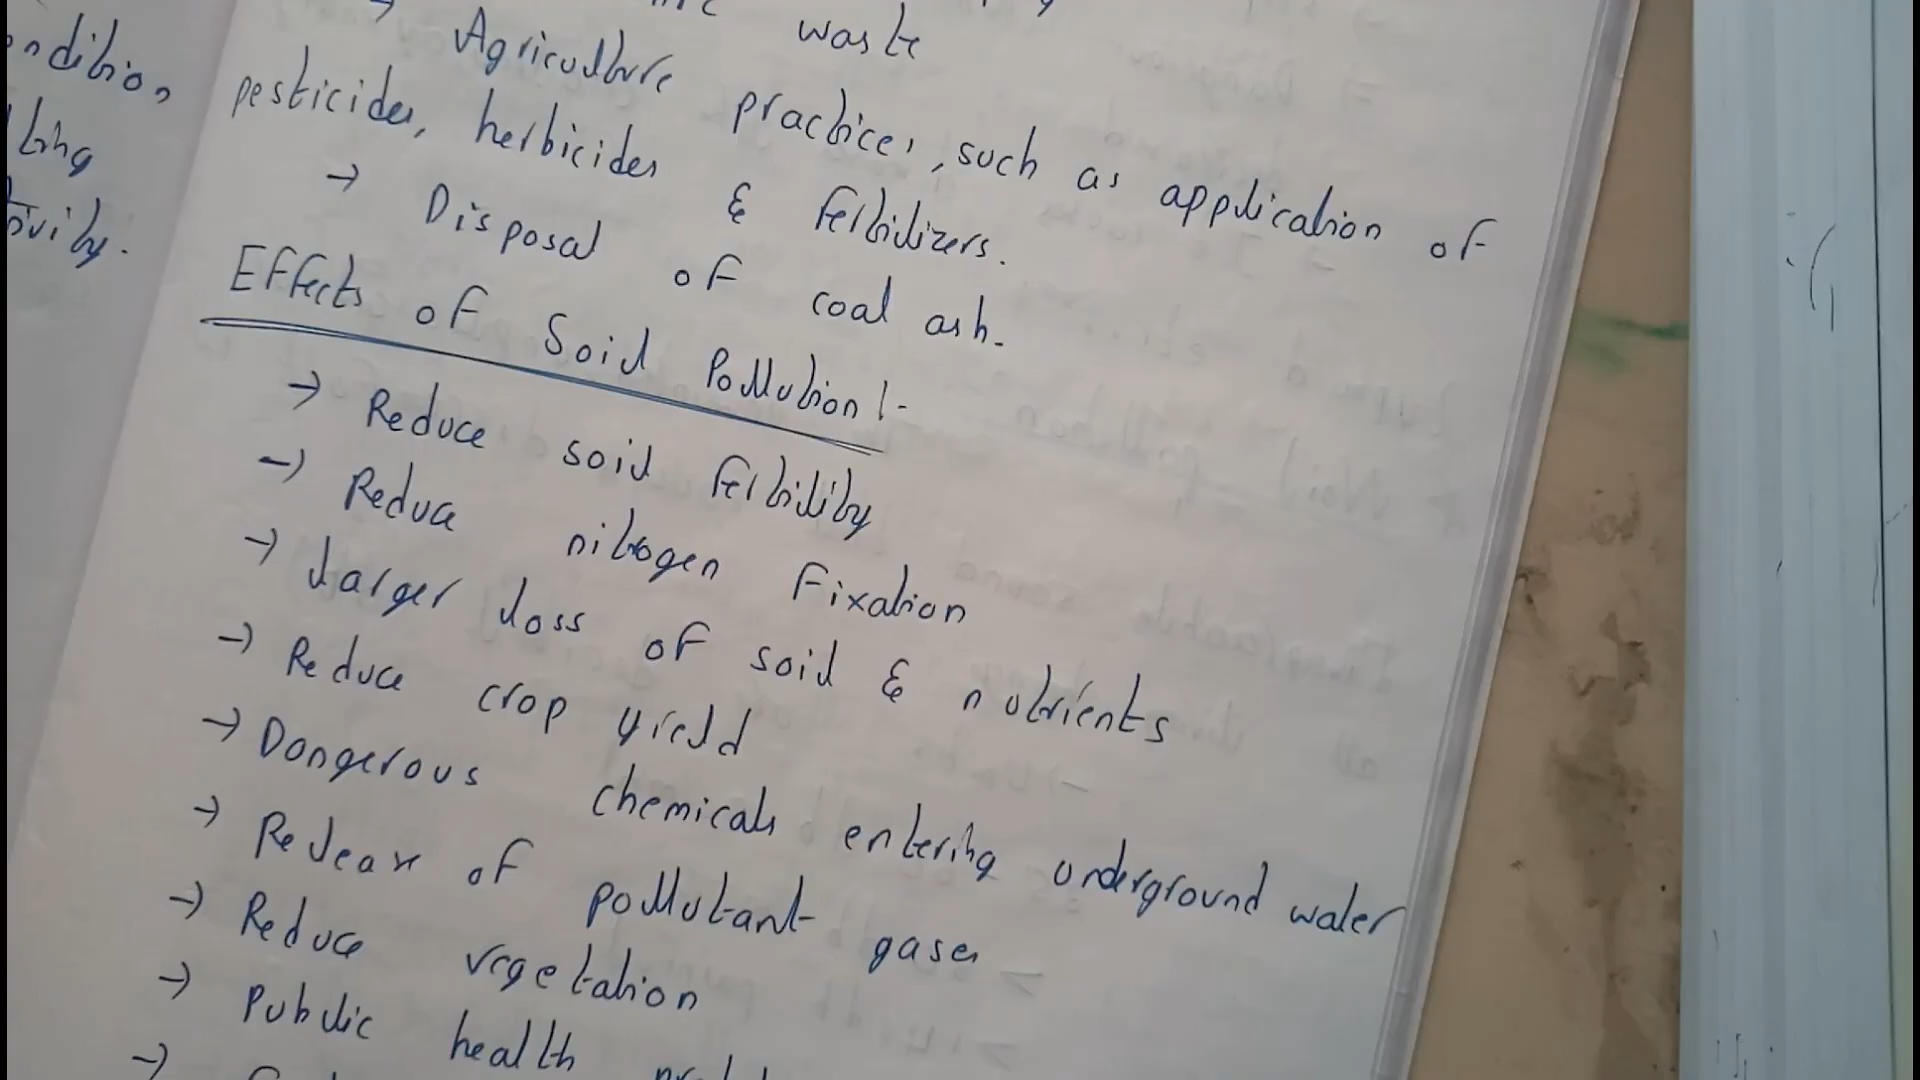 waste
→ Agriculture practices, such as application of
pesticides, herbicides & fertilizers.
→ Disposal of coal ash.
Effects of Soil Pollution :-
→ Reduce soil fertility
→ Reduce nitrogen fixation
→ Larger loss of soil & nutrients
→ Reduce crop yield
→ Dangerous chemicals entering underground water
→ Release of pollutant gases
→ Reduce vegetation
→ Public health
→